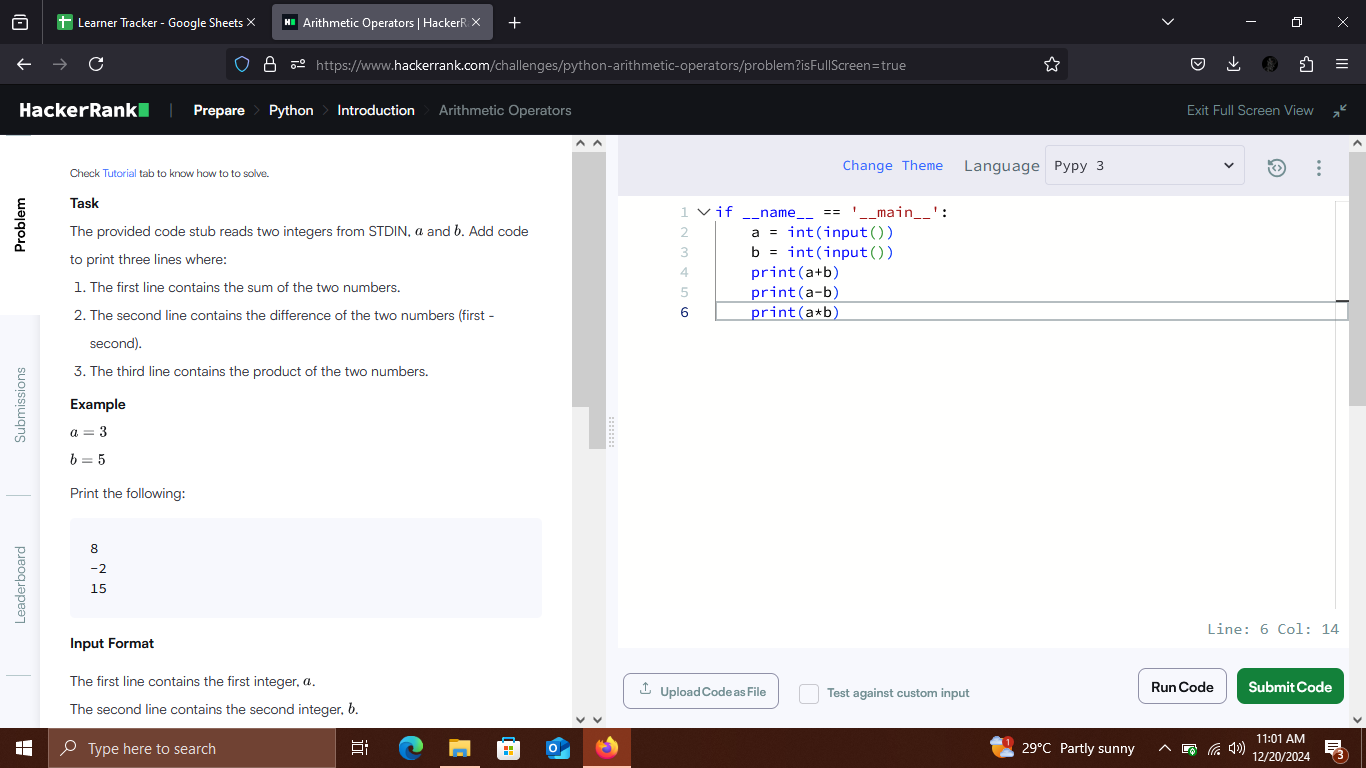 Learner Tracker - Google Sheets
Arithmetic Operators | HackerR
https://www.hackerrank.com/challenges/python-arithmetic-operators/problem?isFullScreen=true
HackerRank
Prepare
Python
Introduction
Arithmetic Operators
Exit Full Screen View
Problem
Submissions
Leaderboard
Check Tutorial tab to know how to to solve.
Task
The provided code stub reads two integers from STDIN, a and b. Add code
to print three lines where:
1. The first line contains the sum of the two numbers.
2. The second line contains the difference of the two numbers (first -
second).
3. The third line contains the product of the two numbers.
Example
a = 3
b = 5
Print the following:
8
-2
15
Input Format
The first line contains the first integer, a.
The second line contains the second integer, b.
Change Theme
Language
Pypy 3
1 if __name__ == '__main__':
2 a = int(input())
3 b = int(input())
4 print(a+b)
5 print(a-b)
6 print(a*b)
Line: 6 Col: 14
Upload Code as File
Test against custom input
Run Code
Submit Code
Type here to search
1
29°C Partly sunny
11:01 AM
12/20/2024
3